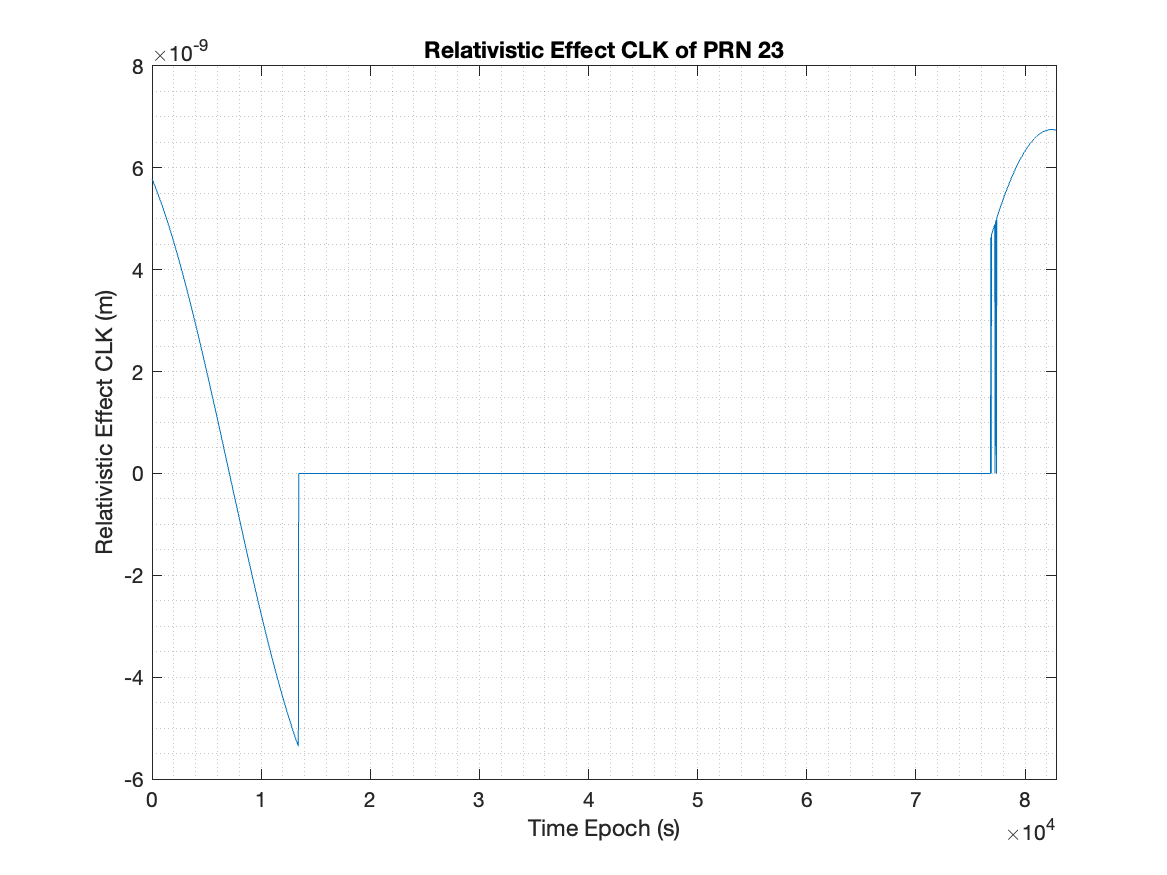 Relativistic Effect CLK of PRN 23
×10-9
8
6
4
2
0
-2
-4
-6
Relativistic Effect CLK (m)
0 1 2 3 4 5 6 7 8
Time Epoch (s)
×104